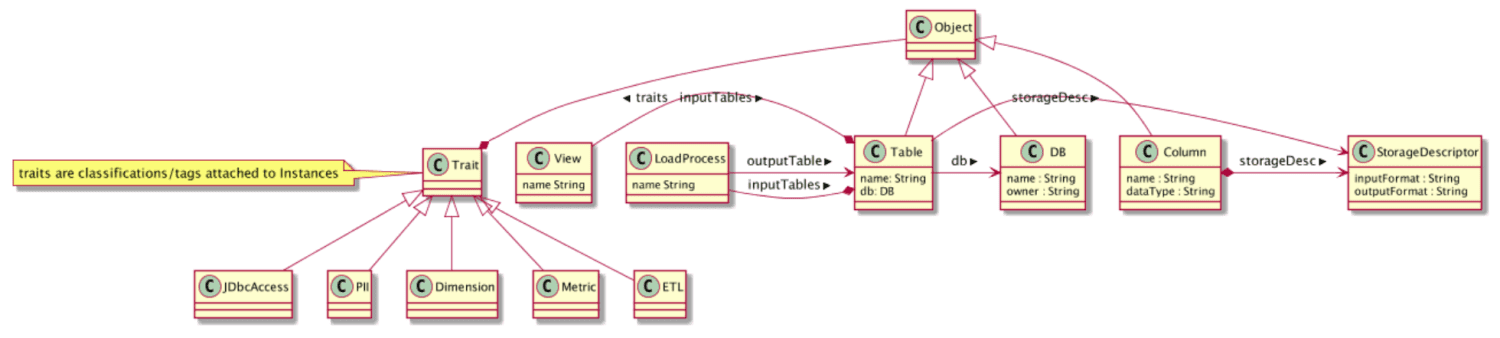 C Object
traits inputTables
storageDesc
C Trait
C View
name String
C LoadProcess
name String
outputTable
inputTables
C Table
name: String
db: DB
db
C DB
name : String
owner : String
C Column
name : String
dataType : String
storageDesc
C StorageDescriptor
inputFormat : String
outputFormat : String
traits are classifications/tags attached to Instances
C JDbcAccess
C PII
C Dimension
C Metric
C ETL